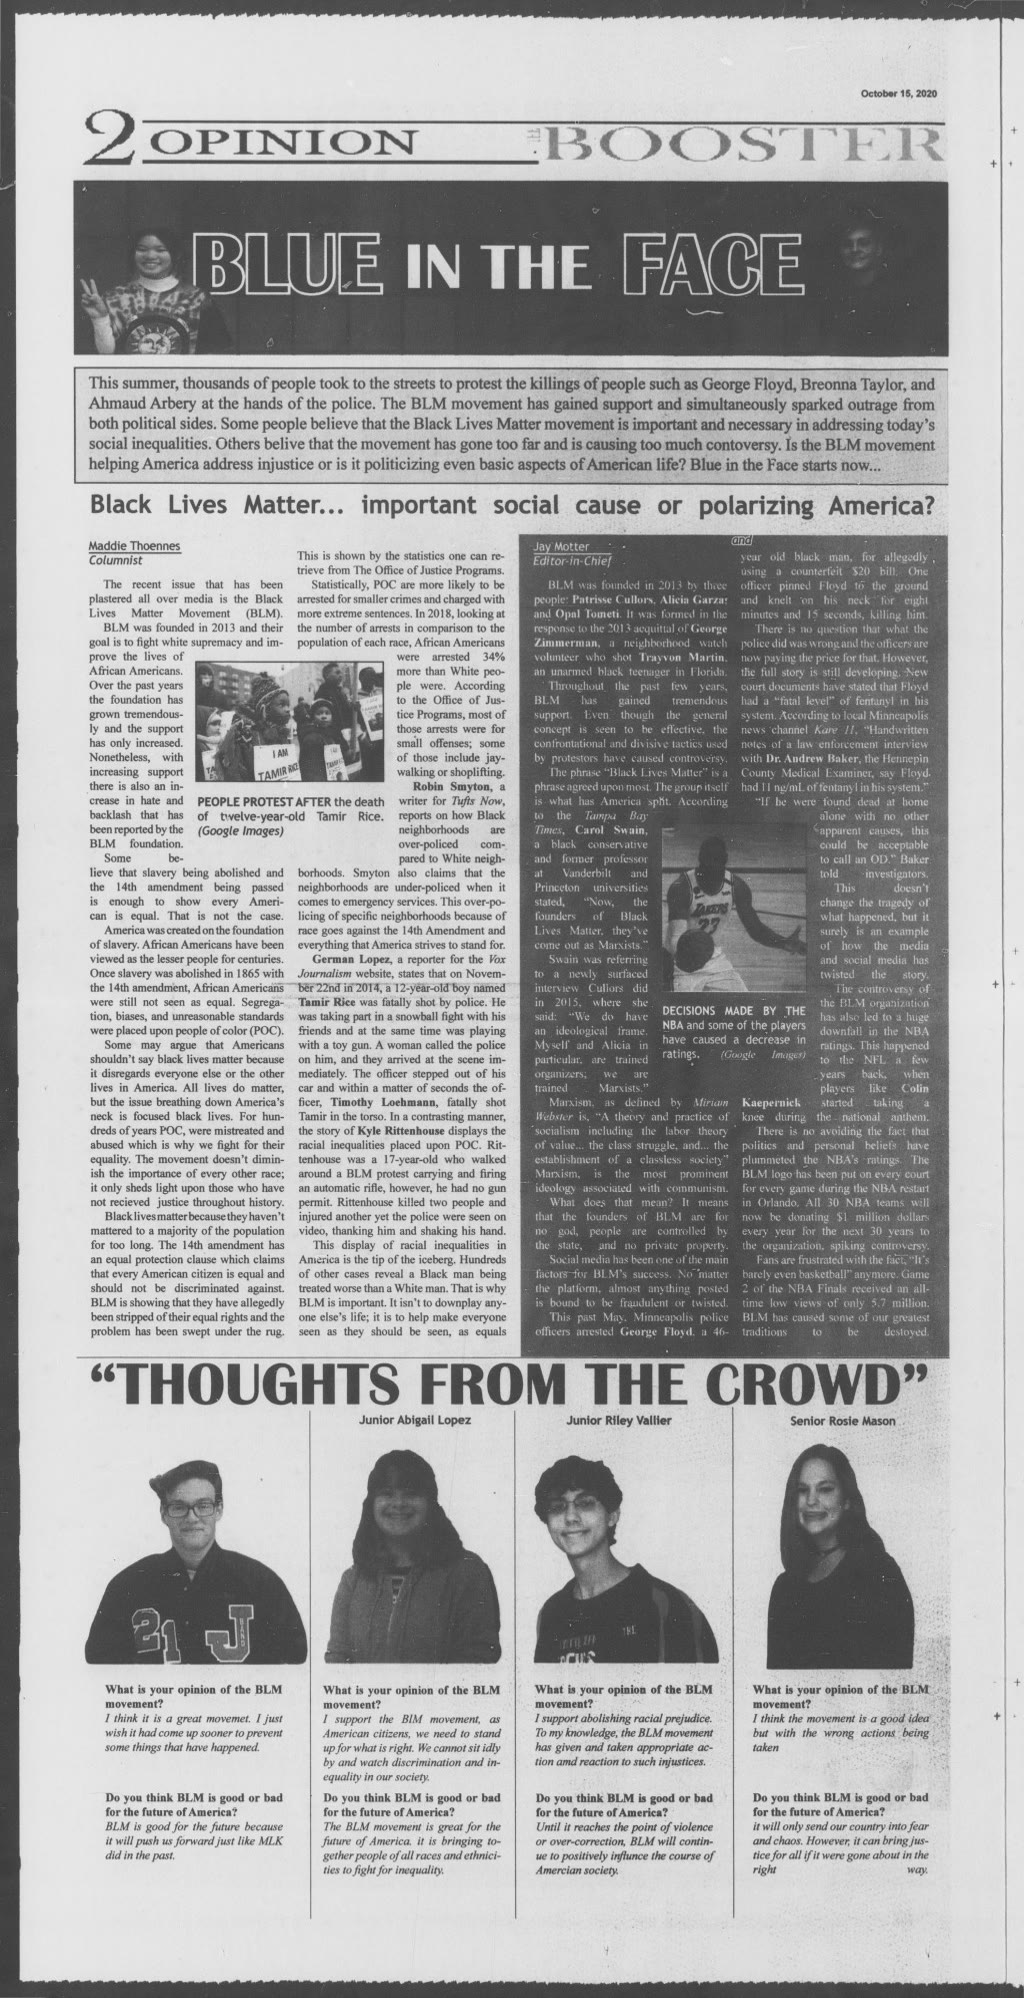 October 15, 2020
2 OPINION
THE BOOSTER
BLUE IN THE FACE
This summer, thousands of people took to the streets to protest the killings of people such as George Floyd, Breonna Taylor, and
Ahmaud Arbery at the hands of the police. The BLM movement has gained support and simultaneously sparked outrage from
both political sides. Some people believe that the Black Lives Matter movement is important and necessary in addressing today's
social inequalities. Others belive that the movement has gone too far and is causing too much contoversy. Is the BLM movement
helping America address injustice or is it politicizing even basic aspects of American life? Blue in the Face starts now...
Black Lives Matter... important social cause or polarizing America?
Maddie Thoennes
Columnist
The recent issue that has been
plastered all over media is the Black
Lives Matter Movement (BLM).
BLM was founded in 2013 and their
goal is to fight white supremacy and im-
prove the lives of
African Americans.
Over the past years
the foundation has
grown tremendous-
ly and the support
has only increased.
Nonetheless, with
increasing support
there is also an in-
crease in hate and
backlash that has
been reported by the
BLM foundation.
Some be-
lieve that slavery being abolished and
the 14th amendment being passed
is enough to show every Ameri-
can is equal. That is not the case.
America was created on the foundation
of slavery. African Americans have been
viewed as the lesser people for centuries.
Once slavery was abolished in 1865 with
the 14th amendment, African Americans
were still not seen as equal. Segrega-
tion, biases, and unreasonable standards
were placed upon people of color (POC).
Some may argue that Americans
shouldn't say black lives matter because
it disregards everyone else or the other
lives in America. All lives do matter,
but the issue breathing down America's
neck is focused black lives. For hun-
dreds of years POC, were mistreated and
abused which is why we fight for their
equality. The movement doesn't dimin-
ish the importance of every other race;
it only sheds light upon those who have
not recieved justice throughout history.
Black lives matter because they haven't
mattered to a majority of the population
for too long. The 14th amendment has
an equal protection clause which claims
that every American citizen is equal and
should not be discriminated against.
BLM is showing that they have allegedly
been stripped of their equal rights and the
problem has been swept under the rug.
I AM
TAMIR RICE
PEOPLE PROTEST AFTER the death
of twelve-year-old Tamir Rice.
(Google Images)
This is shown by the statistics one can re-
trieve from The Office of Justice Programs.
Statistically, POC are more likely to be
arrested for smaller crimes and charged with
more extreme sentences. In 2018, looking at
the number of arrests in comparison to the
population of each race, African Americans
were arrested 34%
more than White peo-
ple were. According
to the Office of Jus-
tice Programs, most of
those arrests were for
small offenses; some
of those include jay-
walking or shoplifting.
Robin Smyton, a
writer for Tufts Now,
reports on how Black
neighborhoods are
over-policed com-
pared to White neigh-
borhoods. Smyton also claims that the
neighborhoods are under-policed when it
comes to emergency services. This over-po-
licing of specific neighborhoods because of
race goes against the 14th Amendment and
everything that America strives to stand for.
German Lopez, a reporter for the Vox
Journalism website, states that on Novem-
ber 22nd in 2014, a 12-year-old boy named
Tamir Rice was fatally shot by police. He
was taking part in a snowball fight with his
friends and at the same time was playing
with a toy gun. A woman called the police
on him, and they arrived at the scene im-
mediately. The officer stepped out of his
car and within a matter of seconds the of-
ficer, Timothy Loehmann, fatally shot
Tamir in the torso. In a contrasting manner,
the story of Kyle Rittenhouse displays the
racial inequalities placed upon POC. Rit-
tenhouse was a 17-year-old who walked
around a BLM protest carrying and firing
an automatic rifle, however, he had no gun
permit. Rittenhouse killed two people and
injured another yet the police were seen on
video, thanking him and shaking his hand.
This display of racial inequalities in
America is the tip of the iceberg. Hundreds
of other cases reveal a Black man being
treated worse than a White man. That is why
BLM is important. It isn't to downplay any-
one else's life; it is to help make everyone
seen as they should be seen, as equals
Jay Motter
Editor-in-Chief
BLM was founded in 2013 by three
people: Patrisse Cullors, Alicia Garza,
and Opal Tometi. It was formed in the
response to the 2013 acquittal of George
Zimmerman, a neighborhood watch
volunteer who shot Trayvon Martin,
an unarmed black teenager in Florida.
Throughout the past few years,
BLM has gained tremendous
support. Even though the general
concept is seen to be effective, the
confrontational and divisive tactics used
by protestors have caused controversy.
The phrase "Black Lives Matter" is a
phrase agreed upon most. The group itself
is what has America split. According
to the Tampa Bay
Times, Carol Swain,
a black conservative
and former professor
at Vanderbilt and
Princeton universities
stated, "Now, the
founders of Black
Lives Matter, they've
come out as Marxists."
Swain was referring
to a newly surfaced
interview Cullors did
in 2015, where she
said: "We do have
an ideological frame.
Myself and Alicia in
particular, are trained
organizers; we are
trained Marxists."
Marxism, as defined by Miriam
Webster is, "A theory and practice of
socialism including the labor theory
of value... the class struggle, and... the
establishment of a classless society"
Marxism, is the most prominent
ideology associated with communism.
What does that mean? It means
that the founders of BLM are for
no god, people are controlled by
the state, and no private property.
Social media has been one of the main
factors for BLM's success. No matter
the platform, almost anything posted
is bound to be fraudulent or twisted.
This past May, Minneapolis police
officers arrested George Floyd, a 46-
and
year old black man, for allegedly
using a counterfeit $20 bill. One
officer pinned Floyd to the ground
and knelt on his neck for eight
minutes and 15 seconds, killing him.
There is no question that what the
police did was wrong and the officers are
now paying the price for that. However,
the full story is still developing. New
court documents have stated that Floyd
had a "fatal level" of fentanyl in his
system. According to local Minneapolis
news channel Kare 11, "Handwritten
notes of a law enforcement interview
with Dr. Andrew Baker, the Hennepin
County Medical Examiner, say Floyd
had 11 ng/mL of fentanyl in his system."
"If he were found dead at home
alone with no other
apparent causes, this
could be acceptable
to call an OD," Baker
told investigators.
This doesn't
change the tragedy of
what happened, but it
surely is an example
of how the media
and social media has
twisted the story.
The controversy of
the BLM organization
has also led to a huge
downfall in the NBA
ratings. This happened
to the NFL a few
years back, when
players like Colin
Kaepernick started taking a
knee during the national anthem.
There is no avoiding the fact that
politics and personal beliefs have
plummeted the NBA's ratings. The
BLM logo has been put on every court
for every game during the NBA restart
in Orlando. All 30 NBA teams will
now be donating $1 million dollars
every year for the next 30 years to
the organization, spiking controversy.
Fans are frustrated with the fact, "It's
barely even basketball" anymore. Game
2 of the NBA Finals received an all-
time low views of only 5.7 million.
BLM has caused some of our greatest
traditions to be destoyed.
LAKERS
23
DECISIONS MADE BY THE
NBA and some of the players
have caused a decrease in
ratings. (Google Images)
"THOUGHTS FROM THE CROWD"
21 J
What is your opinion of the BLM
movement?
I think it is a great movemet. I just
wish it had come up sooner to prevent
some things that have happened.
Do you think BLM is good or bad
for the future of America?
BLM is good for the future because
it will push us forward just like MLK
did in the past.
Junior Abigail Lopez
What is your opinion of the BLM
movement?
I support the BIM movement, as
American citizens, we need to stand
up for what is right. We cannot sit idly
by and watch discrimination and in-
equality in our society.
Do you think BLM is good or bad
for the future of America?
The BLM movement is great for the
future of America. it is bringing to-
gether people of all races and ethnici-
ties to fight for inequality.
Junior Riley Vallier
What is your opinion of the BLM
movement?
I support abolishing racial prejudice.
To my knowledge, the BLM movement
has given and taken appropriate ac-
tion amd reaction to such injustices.
Do you think BLM is good or bad
for the future of America?
Until it reaches the point of violence
or over-correction, BLM will contin-
ue to positively influnce the course of
Amercian society.
Senior Rosie Mason
What is your opinion of the BLM
movement?
I think the movement is a good idea
but with the wrong actions being
taken
Do you think BLM is good or bad
for the future of America?
it will only send our country into fear
and chaos. However, it can bring jus-
tice for all if it were gone about in the
right way.